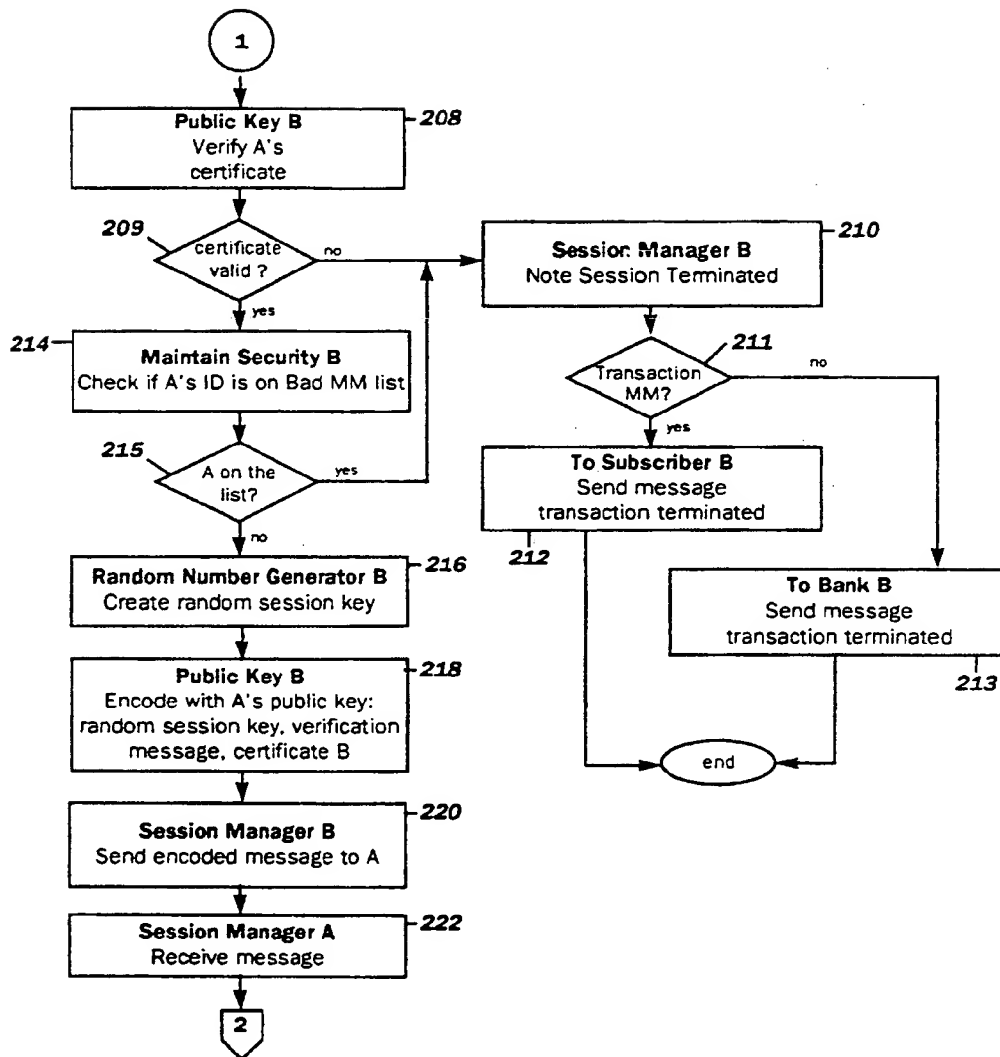 1
Public Key B
Verify A's
certificate
208
209
certificate
valid ?
no
yes
Session Manager B
Note Session Terminated
210
214
Maintain Security B
Check if A's ID is on Bad MM list
Transaction
MM?
211
no
yes
215
A on the
list?
yes
no
To Subscriber B
Send message
transaction terminated
212
Random Number Generator B
Create random session key
216
To Bank B
Send message
transaction terminated
213
Public Key B
Encode with A's public key:
random session key, verification
message, certificate B
218
end
Session Manager B
Send encoded message to A
220
Session Manager A
Receive message
222
2